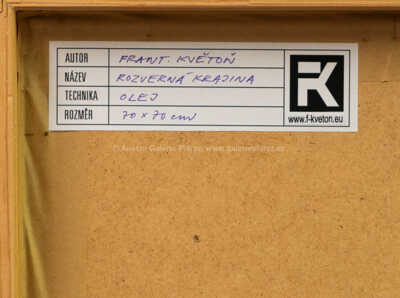 AUTOR FRANT. KVĚTOŇ
NÁZEV ROZVERNÁ KRAJINA
TECHNIKA OLEJ
ROZMĚR 70 x 70 cm
FK
www.f-kveton.eu